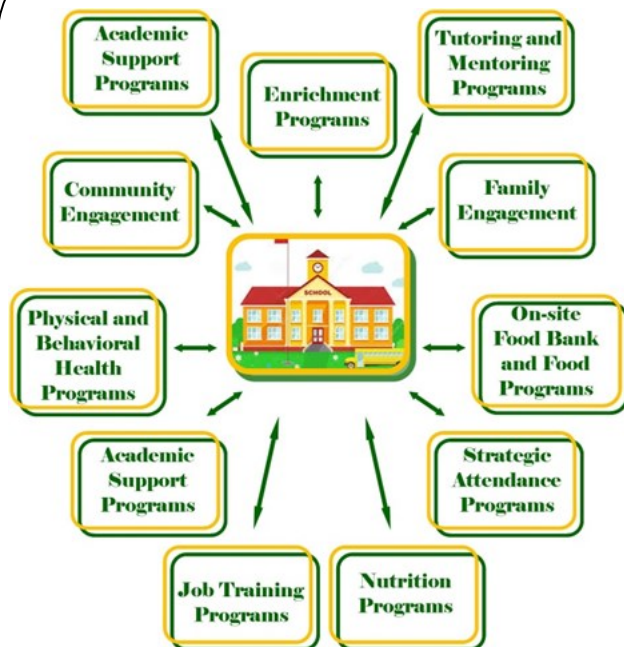 Academic
Support
Programs
Enrichment
Programs
Tutoring and
Mentoring
Programs
Community
Engagement
Family
Engagement
SCHOOL
Physical and
Behavioral
Health
Programs
On-site
Food Bank
and Food
Programs
Academic
Support
Programs
Strategic
Attendance
Programs
Job Training
Programs
Nutrition
Programs